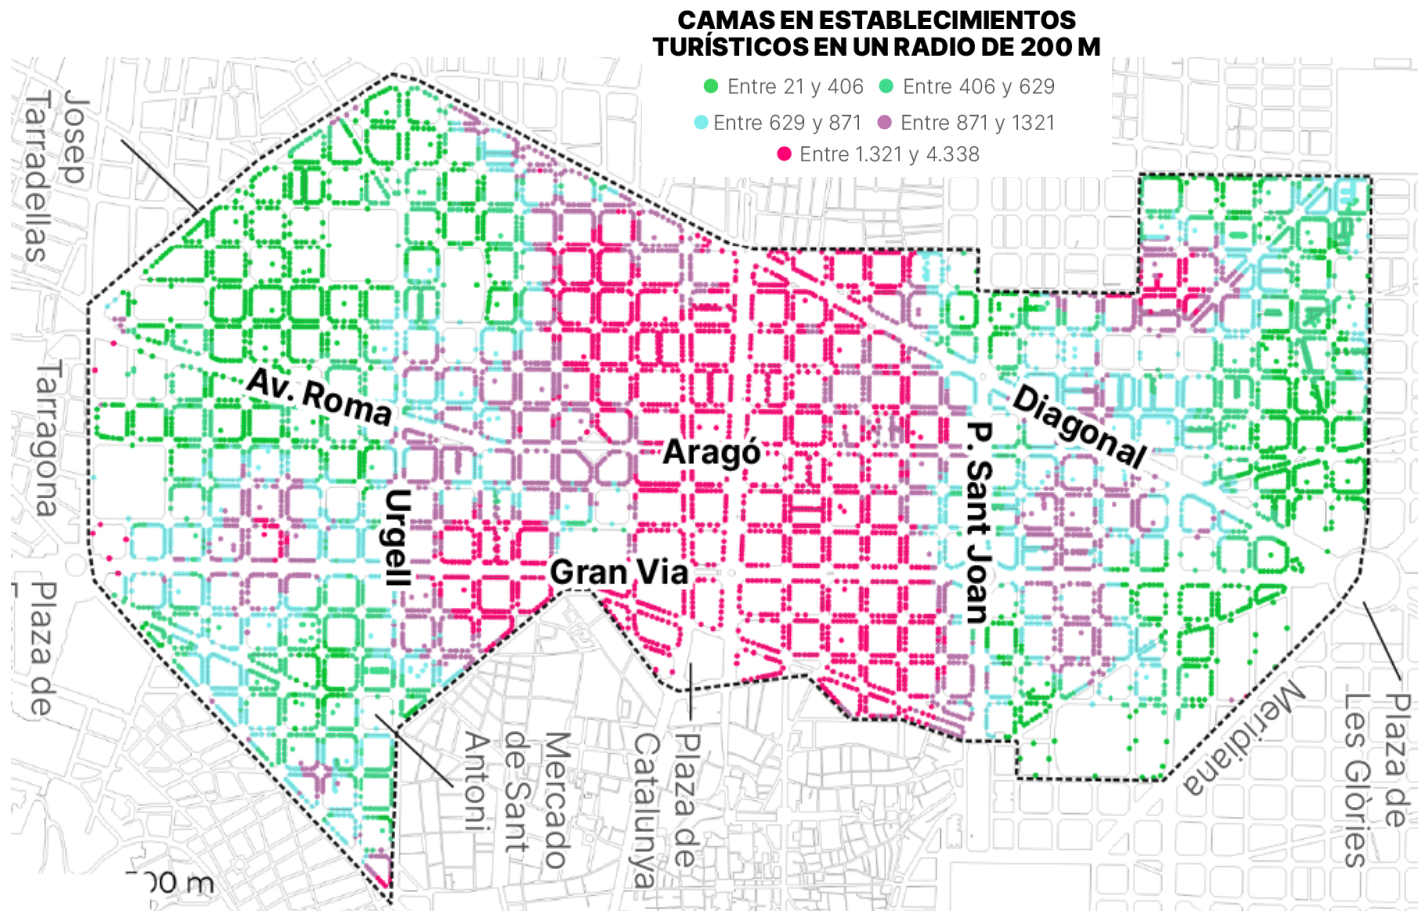 CAMAS EN ESTABLECIMIENTOS
TURÍSTICOS EN UN RADIO DE 200 M
Entre 21 y 406
Entre 406 y 629
Entre 629 y 871
Entre 871 y 1321
Entre 1.321 y 4.338
Josep
Tarradellas
Tarragona
Plaza de
Av. Roma
Urgell
Aragó
Gran Via
Diagonal
P. Sant Joan
Mercado
de Sant
Antoni
Plaza de
Catalunya
Meridiana
Plaza de
Les Glòries
00 m